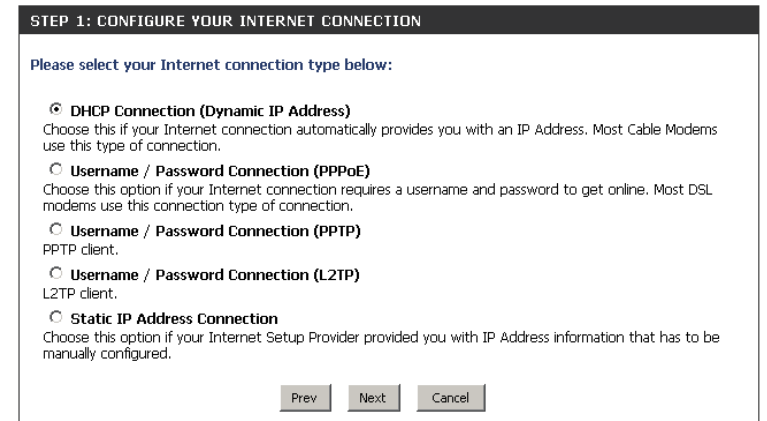 STEP 1: CONFIGURE YOUR INTERNET CONNECTION
Please select your Internet connection type below:
DHCP Connection (Dynamic IP Address)
Choose this if your Internet connection automatically provides you with an IP Address. Most Cable Modems
use this type of connection.
Username / Password Connection (PPPoE)
Choose this option if your Internet connection requires a username and password to get online. Most DSL
modems use this connection type of connection.
Username / Password Connection (PPTP)
PPTP client.
Username / Password Connection (L2TP)
L2TP client.
Static IP Address Connection
Choose this option if your Internet Setup Provider provided you with IP Address information that has to be
manually configured.
Prev Next Cancel